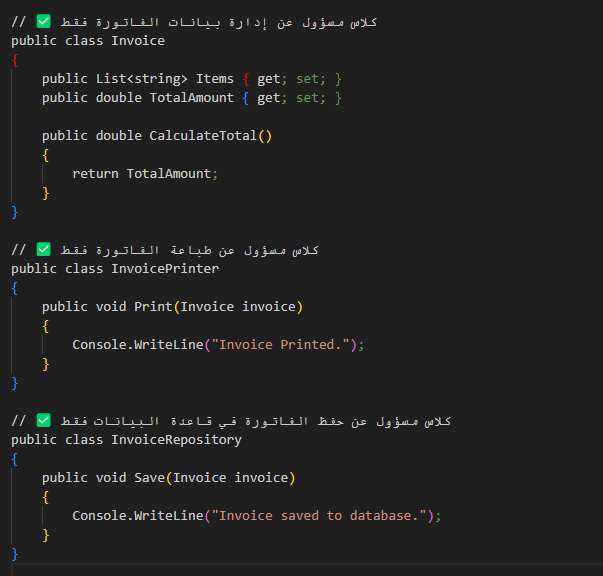 // ✅ كلاس مسؤول عن إدارة بيانات الفاتورة فقط
public class Invoice
{
    public List<string> Items { get; set; }
    public double TotalAmount { get; set; }

    public double CalculateTotal()
    {
        return TotalAmount;
    }
}

// ✅ كلاس مسؤول عن طباعة الفاتورة فقط
public class InvoicePrinter
{
    public void Print(Invoice invoice)
    {
        Console.WriteLine("Invoice Printed.");
    }
}

// ✅ كلاس مسؤول عن حفظ الفاتورة في قاعدة البيانات فقط
public class InvoiceRepository
{
    public void Save(Invoice invoice)
    {
        Console.WriteLine("Invoice saved to database.");
    }
}